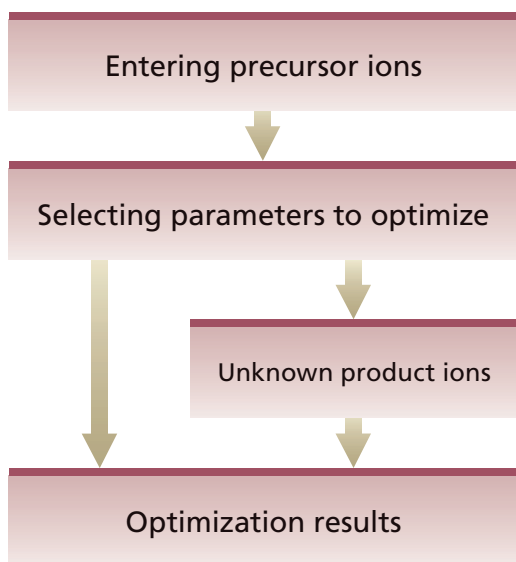 Entering precursor ions
Selecting parameters to optimize
Unknown product ions
Optimization results